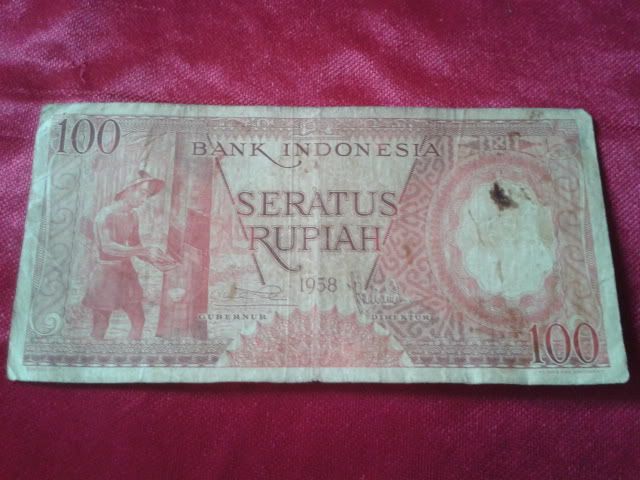 100
BANK INDONESIA
SERATUS
RUPIAH
1958
GUBERNUR DIREKTUR
100